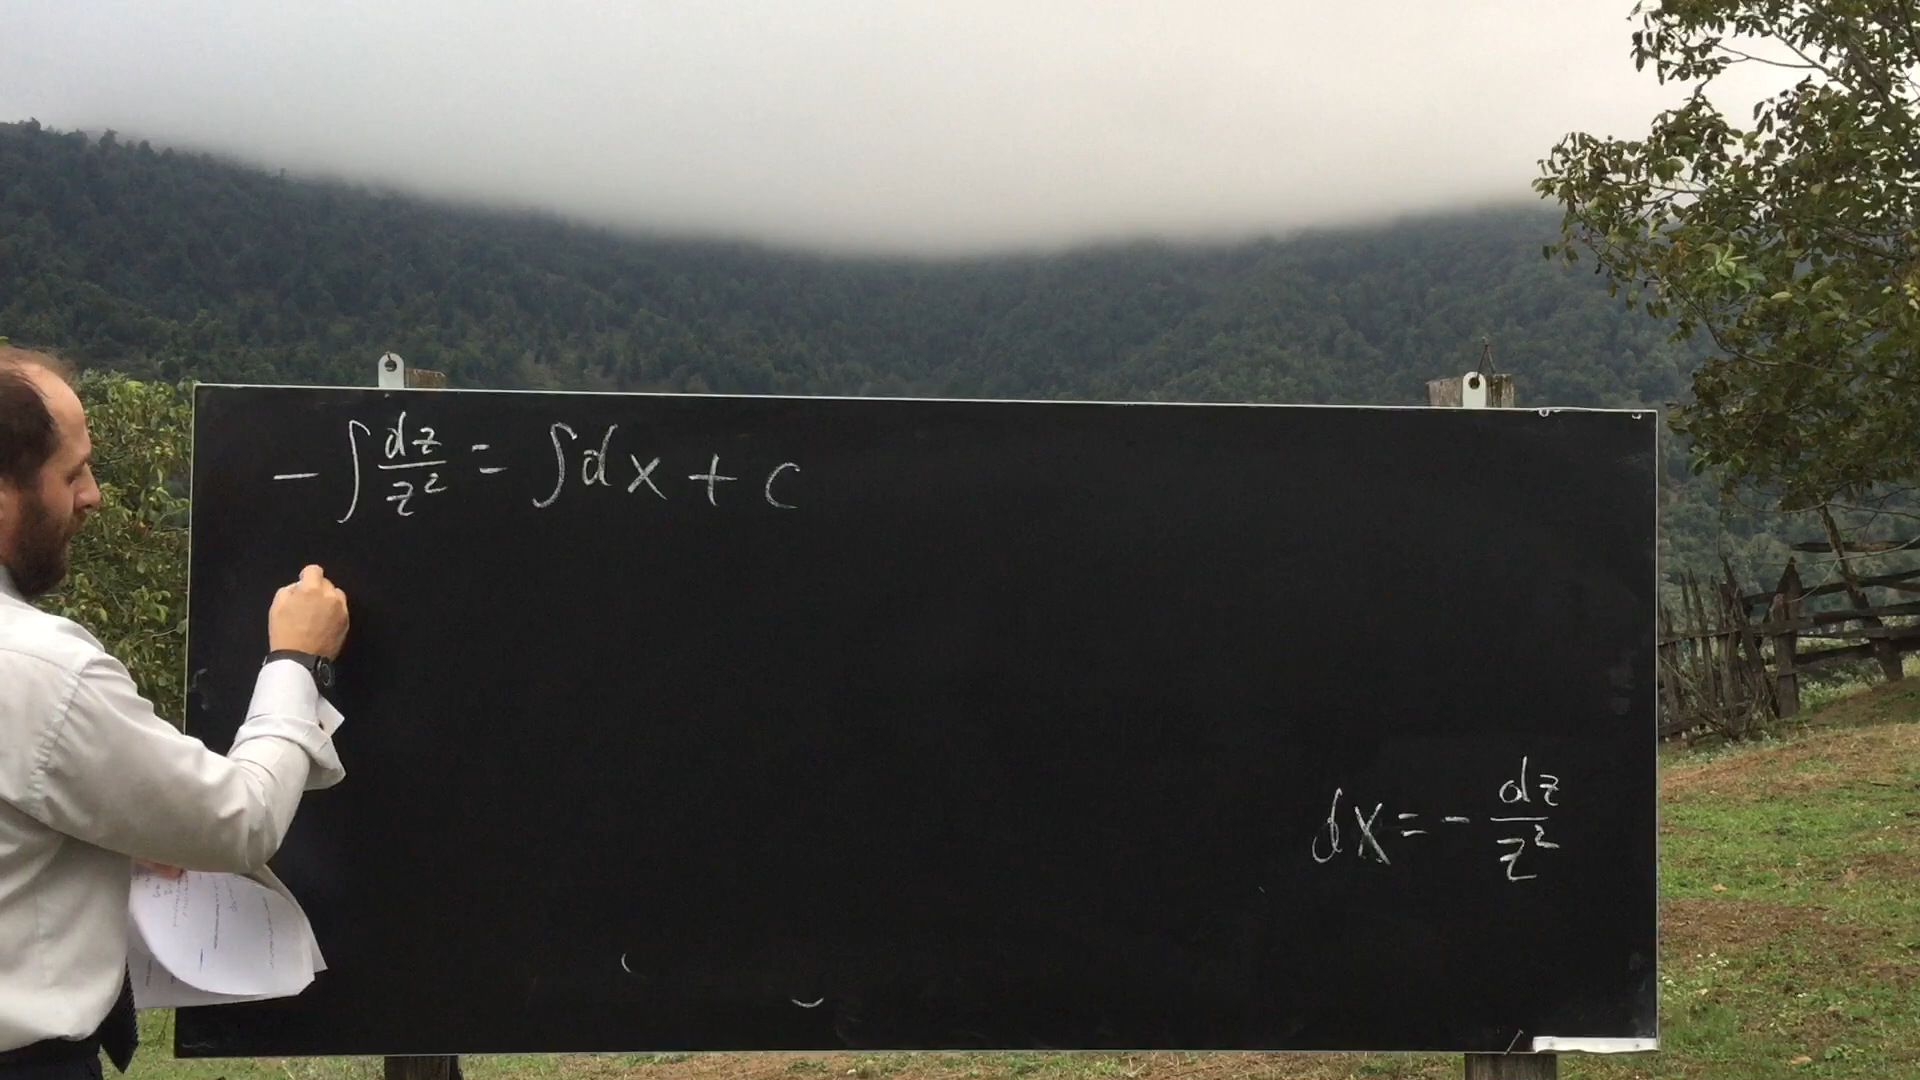 - ∫ dz/z² = ∫ dx + c
dx = - dz/z²